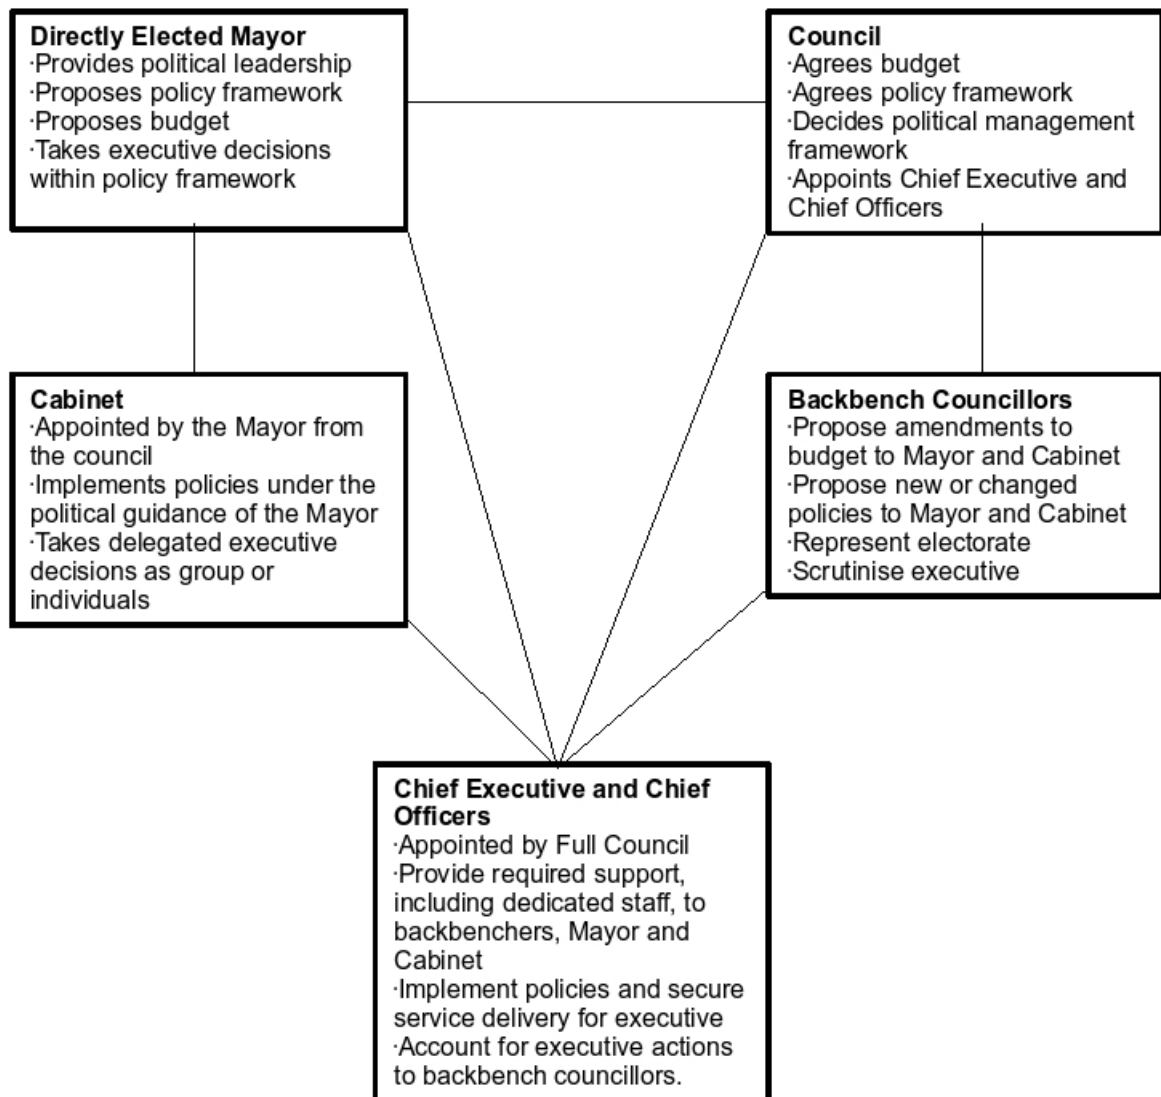 Directly Elected Mayor
·Provides political leadership
·Proposes policy framework
·Proposes budget
·Takes executive decisions
within policy framework
Council
·Agrees budget
·Agrees policy framework
·Decides political management
framework
·Appoints Chief Executive and
Chief Officers
Cabinet
·Appointed by the Mayor from
the council
·Implements policies under the
political guidance of the Mayor
·Takes delegated executive
decisions as group or
individuals
Backbench Councillors
·Propose amendments to
budget to Mayor and Cabinet
·Propose new or changed
policies to Mayor and Cabinet
·Represent electorate
·Scrutinise executive
Chief Executive and Chief
Officers
·Appointed by Full Council
·Provide required support,
including dedicated staff, to
backbenchers, Mayor and
Cabinet
·Implement policies and secure
service delivery for executive
·Account for executive actions
to backbench councillors.